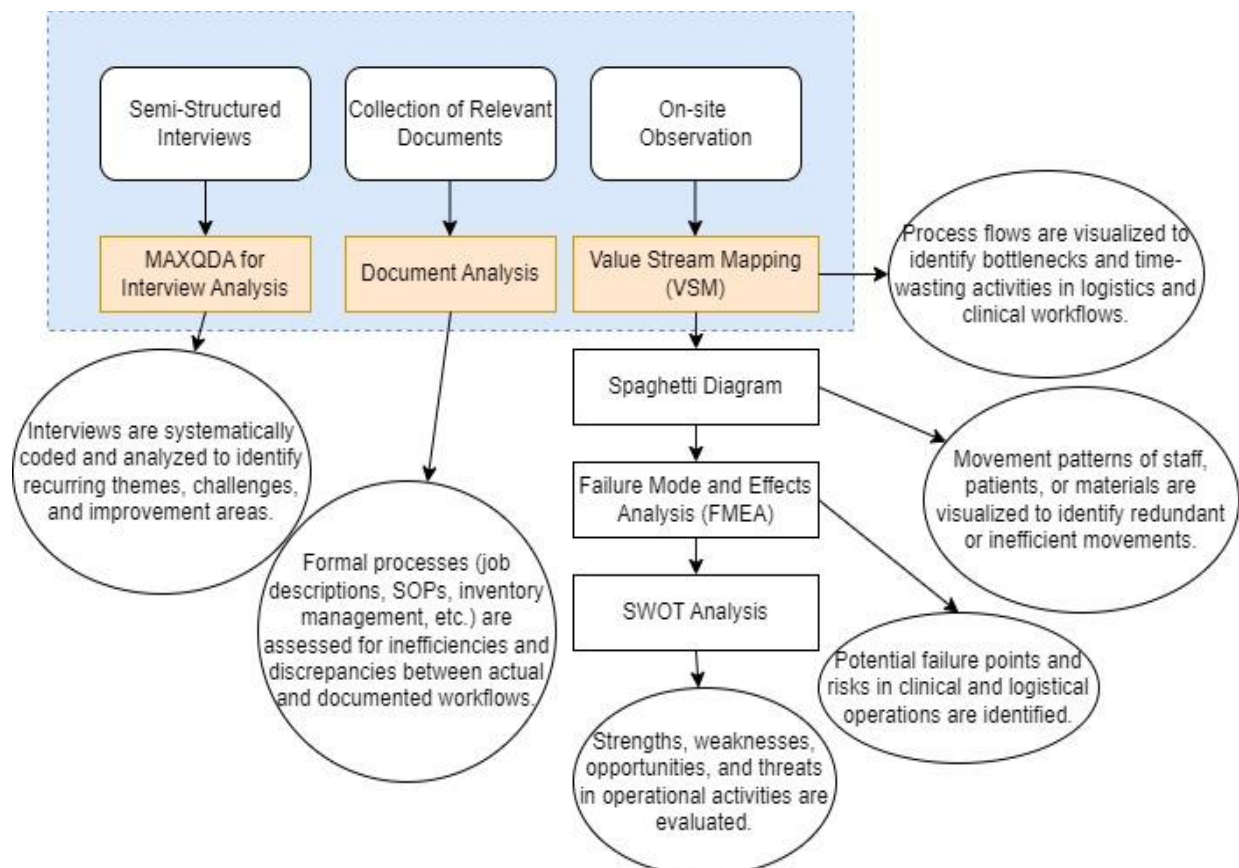 Semi-Structured
Interviews
Collection of Relevant
Documents
On-site
Observation
MAXQDA for
Interview Analysis
Document Analysis
Value Stream Mapping
(VSM)
Process flows are visualized to
identify bottlenecks and time-
wasting activities in logistics and
clinical workflows.
Spaghetti Diagram
Interviews are systematically
coded and analyzed to identify
recurring themes, challenges,
and improvement areas.
Movement patterns of staff,
patients, or materials are
visualized to identify redundant
or inefficient movements.
Failure Mode and Effects
Analysis (FMEA)
Formal processes (job
descriptions, SOPs, inventory
management, etc.) are
assessed for inefficiencies and
discrepancies between actual
and documented workflows.
SWOT Analysis
Potential failure points and
risks in clinical and logistical
operations are identified.
Strengths, weaknesses,
opportunities, and threats
in operational activities are
evaluated.